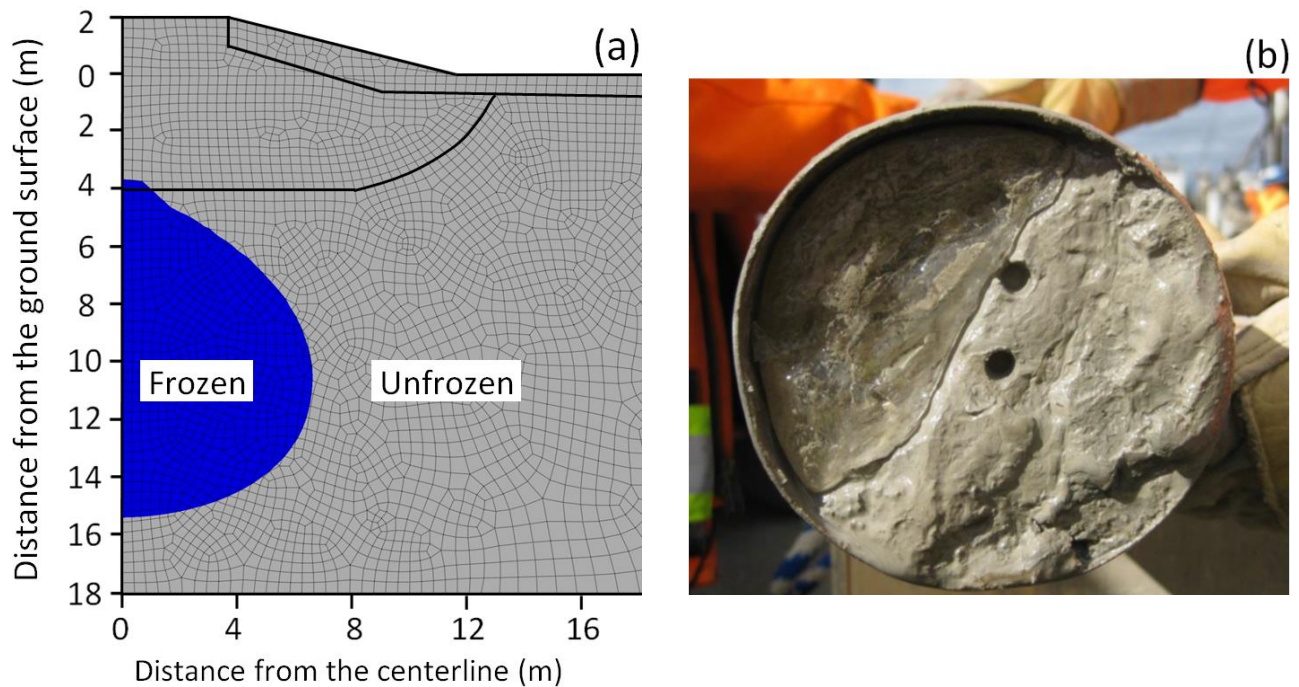 (a)
(b)
Distance from the ground surface (m)
2
0
2
4
6
8
10
12
14
16
18
Frozen
Unfrozen
0 4 8 12 16
Distance from the centerline (m)